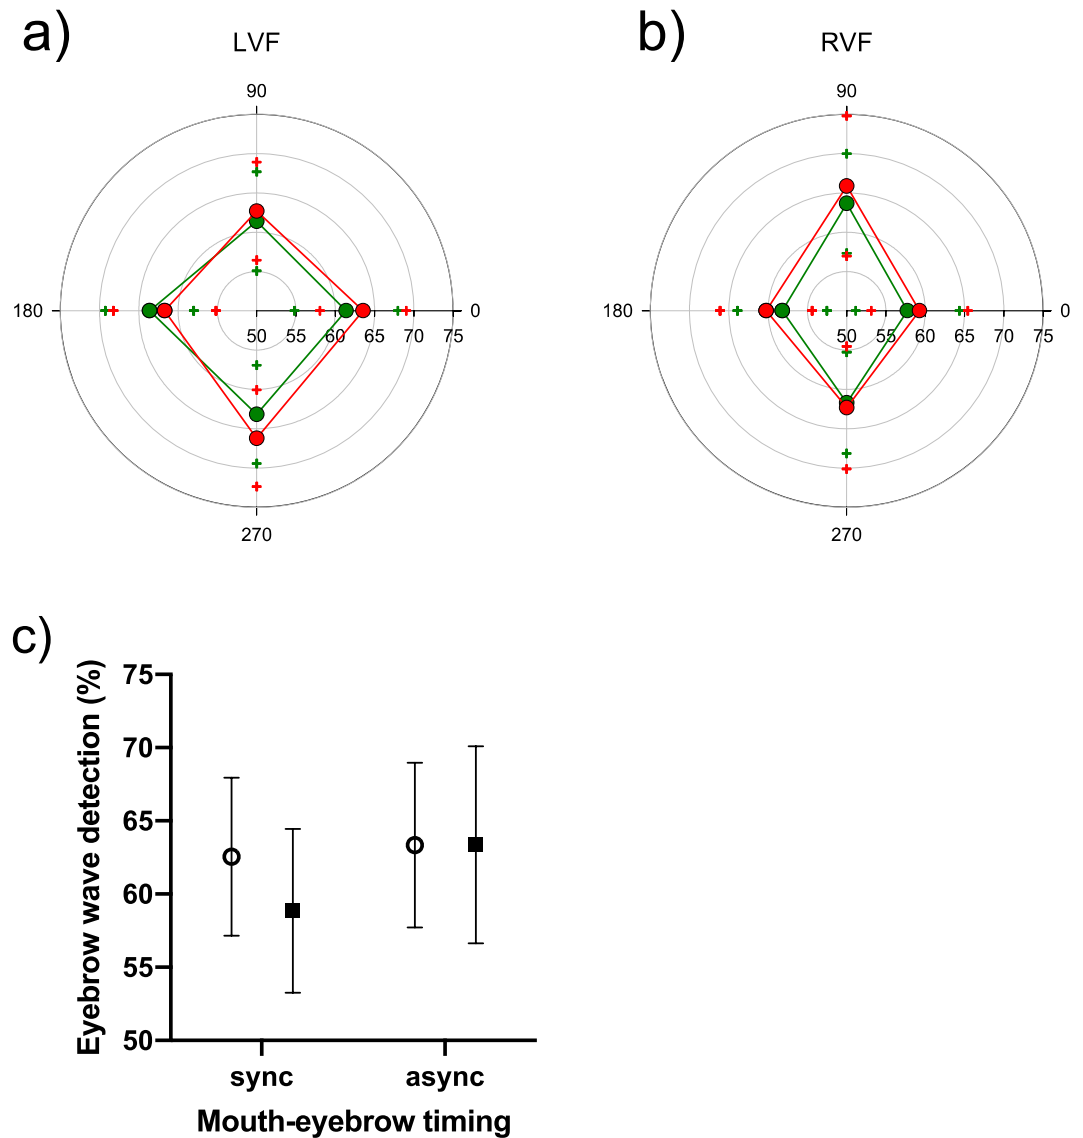 a)
LVF
90
180
0
50 55 60 65 70 75
270
b)
RVF
90
180
0
50 55 60 65 70 75
270
c)
Eyebrow wave detection (%)
75
70
65
60
55
50
sync async
Mouth-eyebrow timing